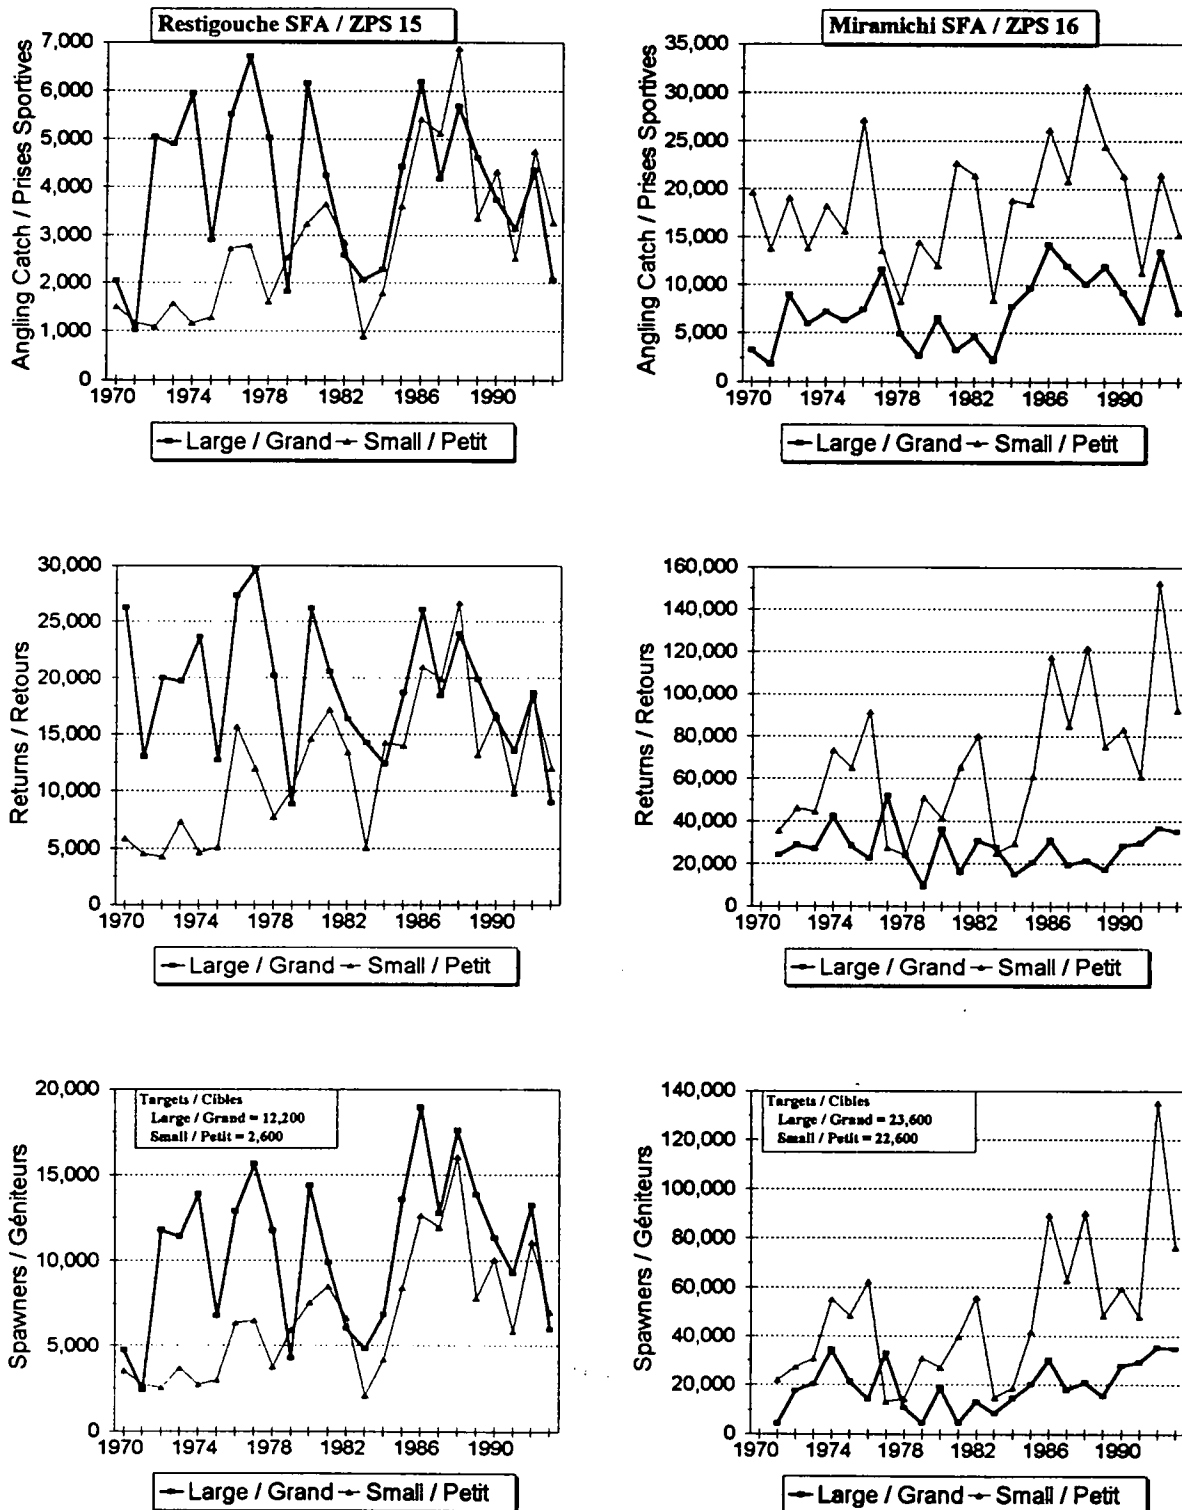 Restigouche SFA / ZPS 15
Angling Catch / Prises Sportives
7,000
6,000
5,000
4,000
3,000
2,000
1,000
0
1970 1974 1978 1982 1986 1990
Large / Grand Small / Petit
Miramichi SFA / ZPS 16
Angling Catch / Prises Sportives
35,000
30,000
25,000
20,000
15,000
10,000
5,000
0
1970 1974 1978 1982 1986 1990
Large / Grand Small / Petit
Returns / Retours
30,000
25,000
20,000
15,000
10,000
5,000
0
1970 1974 1978 1982 1986 1990
Large / Grand Small / Petit
Returns / Retours
160,000
140,000
120,000
100,000
80,000
60,000
40,000
20,000
0
1970 1974 1978 1982 1986 1990
Large / Grand Small / Petit
Spawners / Géniteurs
20,000
15,000
10,000
5,000
0
Targets / Cibles
Large / Grand = 12,200
Small / Petit = 2,600
1970 1974 1978 1982 1986 1990
Large / Grand Small / Petit
Spawners / Géniteurs
140,000
120,000
100,000
80,000
60,000
40,000
20,000
0
Targets / Cibles
Large / Grand = 23,600
Small / Petit = 22,600
1970 1974 1978 1982 1986 1990
Large / Grand Small / Petit